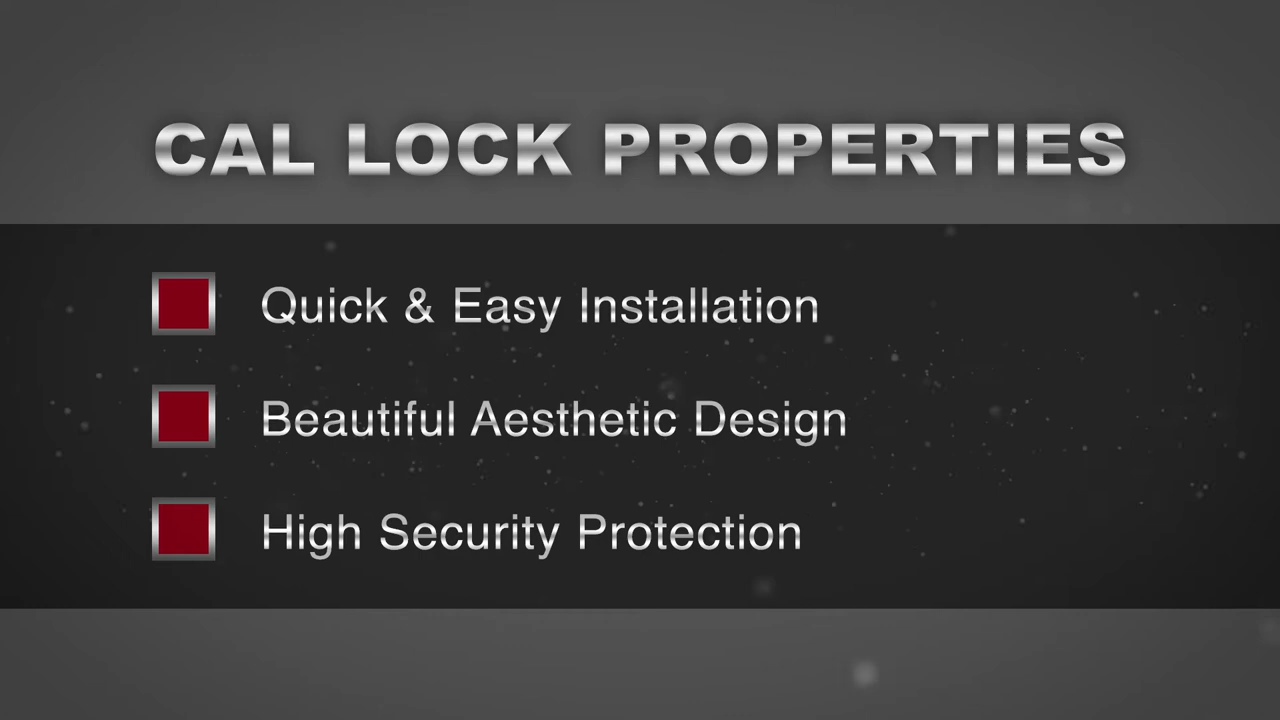 CAL LOCK PROPERTIES
Quick & Easy Installation
Beautiful Aesthetic Design
High Security Protection